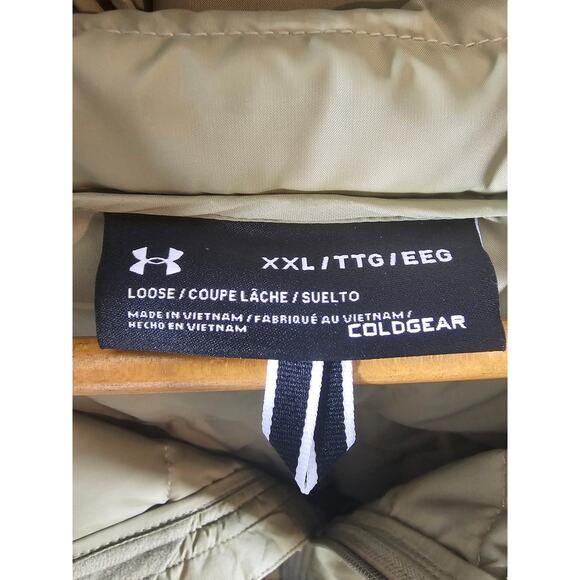 XXL/TTG/EEG
LOOSE / COUPE LÂCHE / SUELTO
MADE IN VIETNAM / FABRIQUÉ AU VIETNAM /
HECHO EN VIETNAM
COLDGEAR